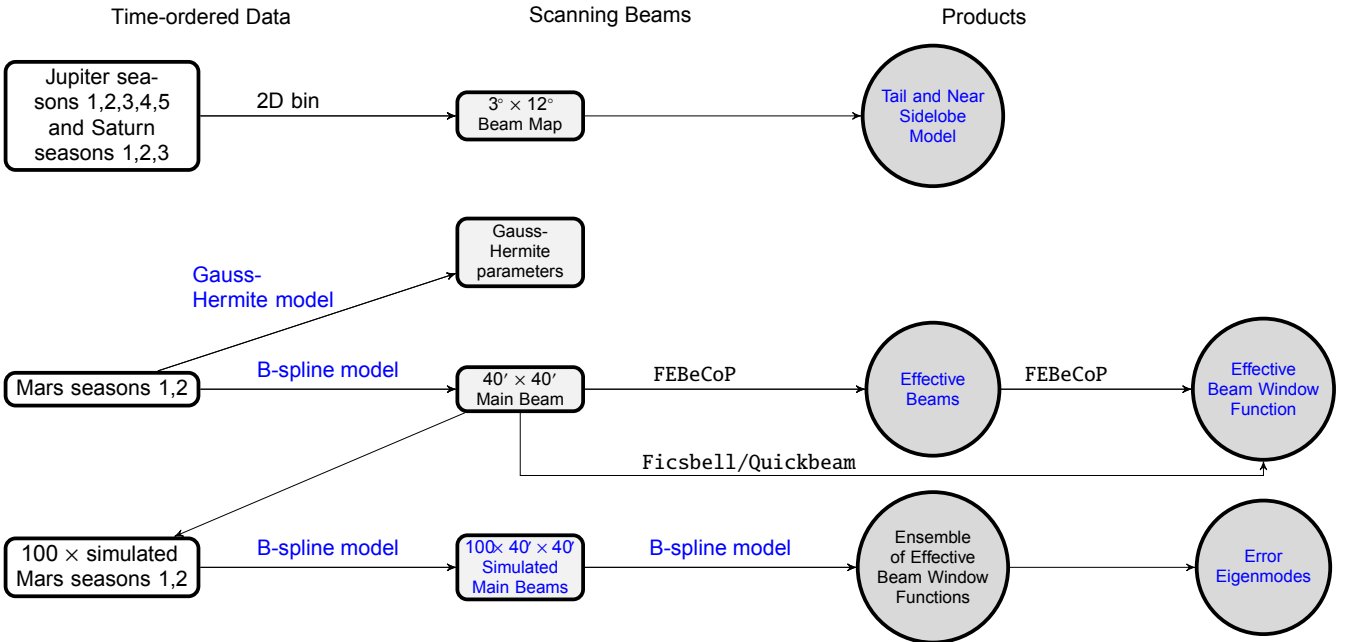 Time-ordered Data
Scanning Beams
Products
Jupiter sea-
sons 1,2,3,4,5
and Saturn
seasons 1,2,3
2D bin
3° × 12°
Beam Map
Tail and Near
Sidelobe
Model
Gauss-
Hermite model
Gauss-
Hermite
parameters
Mars seasons 1,2
B-spline model
40′ × 40′
Main Beam
FEBeCoP
Effective
Beams
FEBeCoP
Effective
Beam Window
Function
Ficsbell/Quickbeam
100 × simulated
Mars seasons 1,2
B-spline model
100× 40′ × 40′
Simulated
Main Beams
B-spline model
Ensemble
of Effective
Beam Window
Functions
Error
Eigenmodes